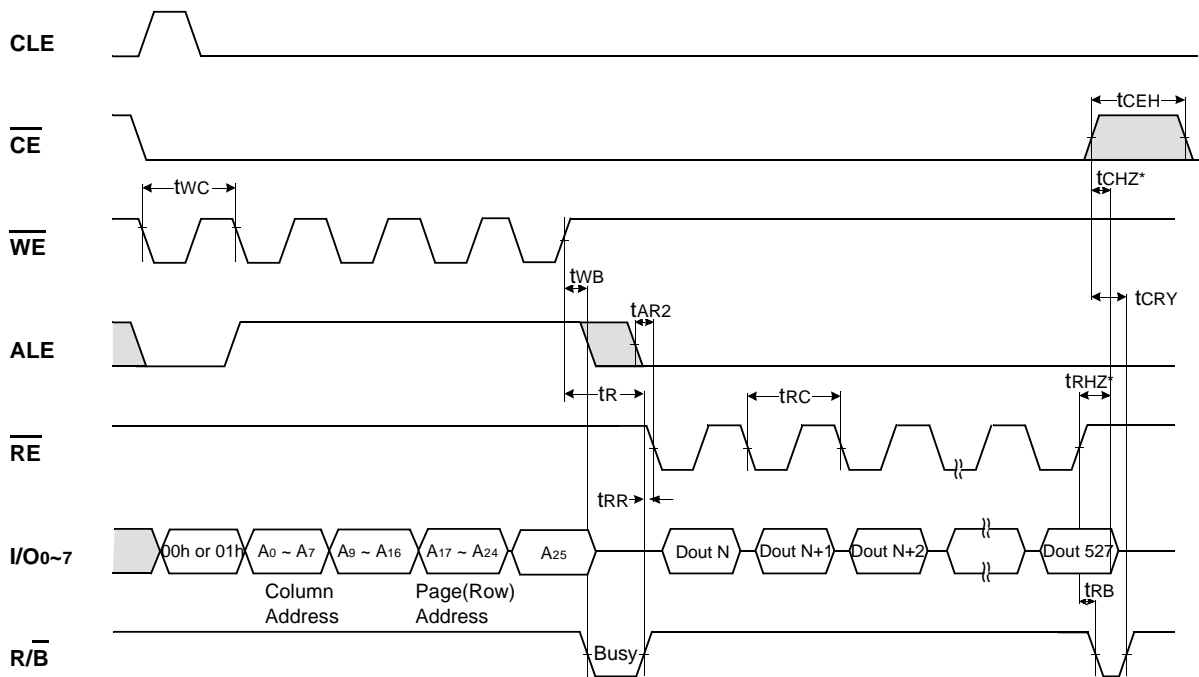 CLE
tCEH
CE
tCHZ*
tWC
WE
tWB
tCRY
tAR2
ALE
tRHZ*
tR
tRC
RE
tRR
I/O0~7
00h or 01h
A0 ~ A7
A9 ~ A16
A17 ~ A24
A25
Dout N
Dout N+1
Dout N+2
Dout 527
Column
Address
Page(Row)
Address
tRB
R/B
Busy